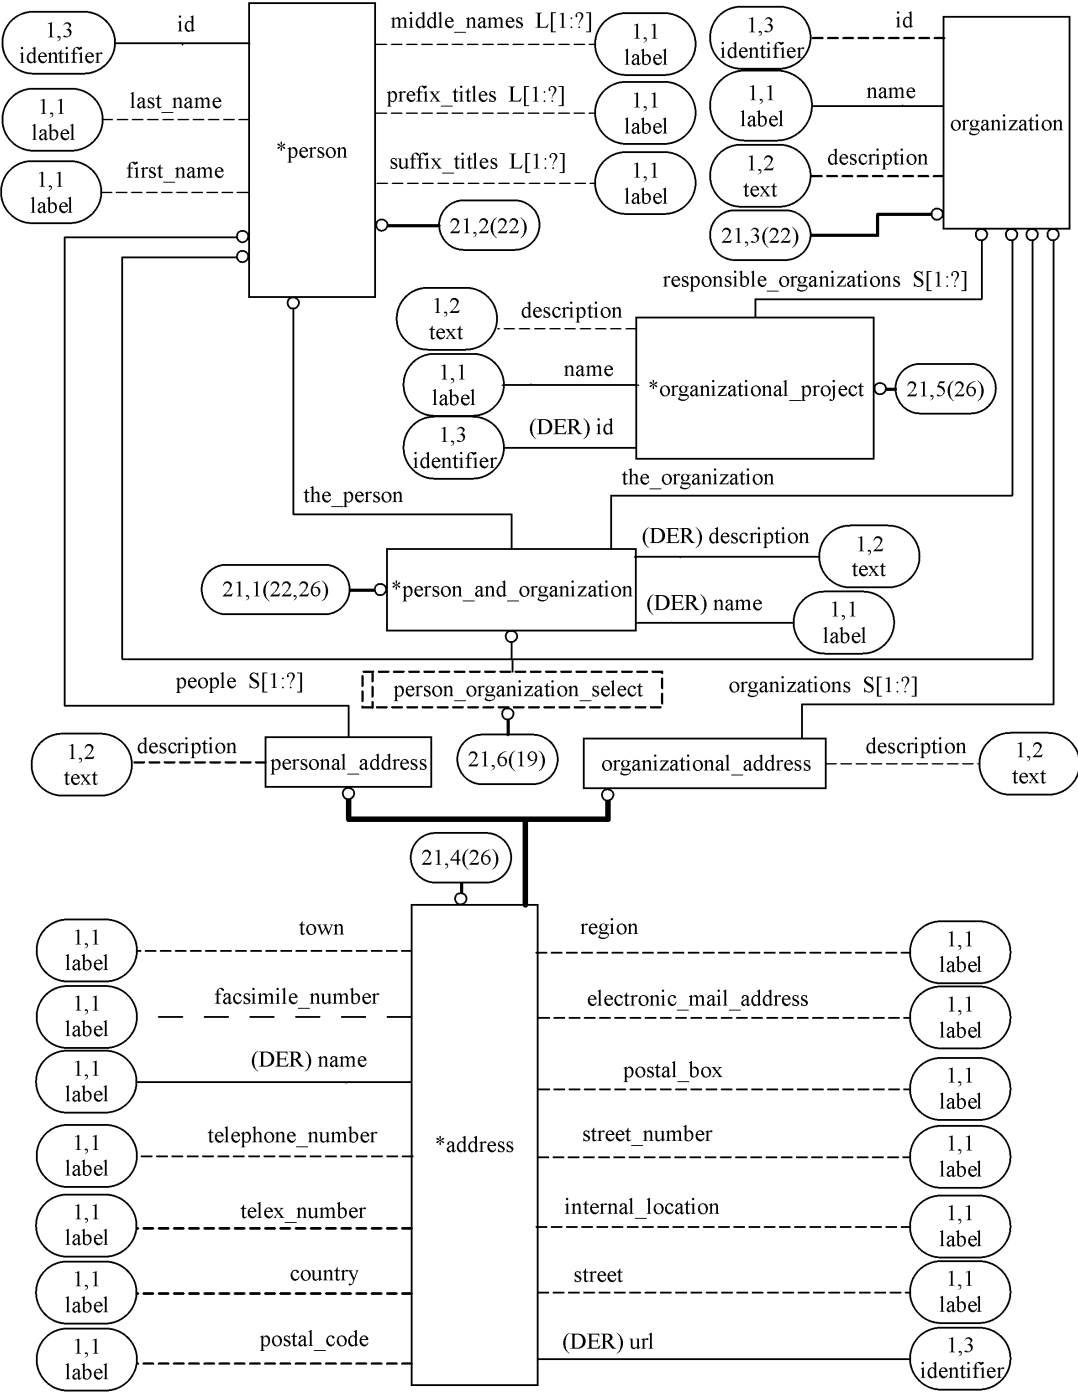 1,3
identifier
id
1,1
label
last_name
1,1
label
first_name
*person
middle_names L[1:?]
1,1
label
prefix_titles L[1:?]
1,1
label
suffix_titles L[1:?]
1,1
label
21,2(22)
1,3
identifier
id
1,1
label
name
1,2
text
description
21,3(22)
organization
responsible_organizations S[1:?]
1,2
text
description
1,1
label
name
1,3
identifier
(DER) id
*organizational_project
21,5(26)
the_person
the_organization
21,1(22,26)
*person_and_organization
(DER) description
1,2
text
(DER) name
1,1
label
people S[1:?]
person_organization_select
organizations S[1:?]
1,2
text
description
personal_address
21,6(19)
organizational_address
description
1,2
text
21,4(26)
1,1
label
town
1,1
label
facsimile_number
1,1
label
(DER) name
1,1
label
telephone_number
1,1
label
telex_number
1,1
label
country
1,1
label
postal_code
*address
region
1,1
label
electronic_mail_address
1,1
label
postal_box
1,1
label
street_number
1,1
label
internal_location
1,1
label
street
1,1
label
(DER) url
1,3
identifier